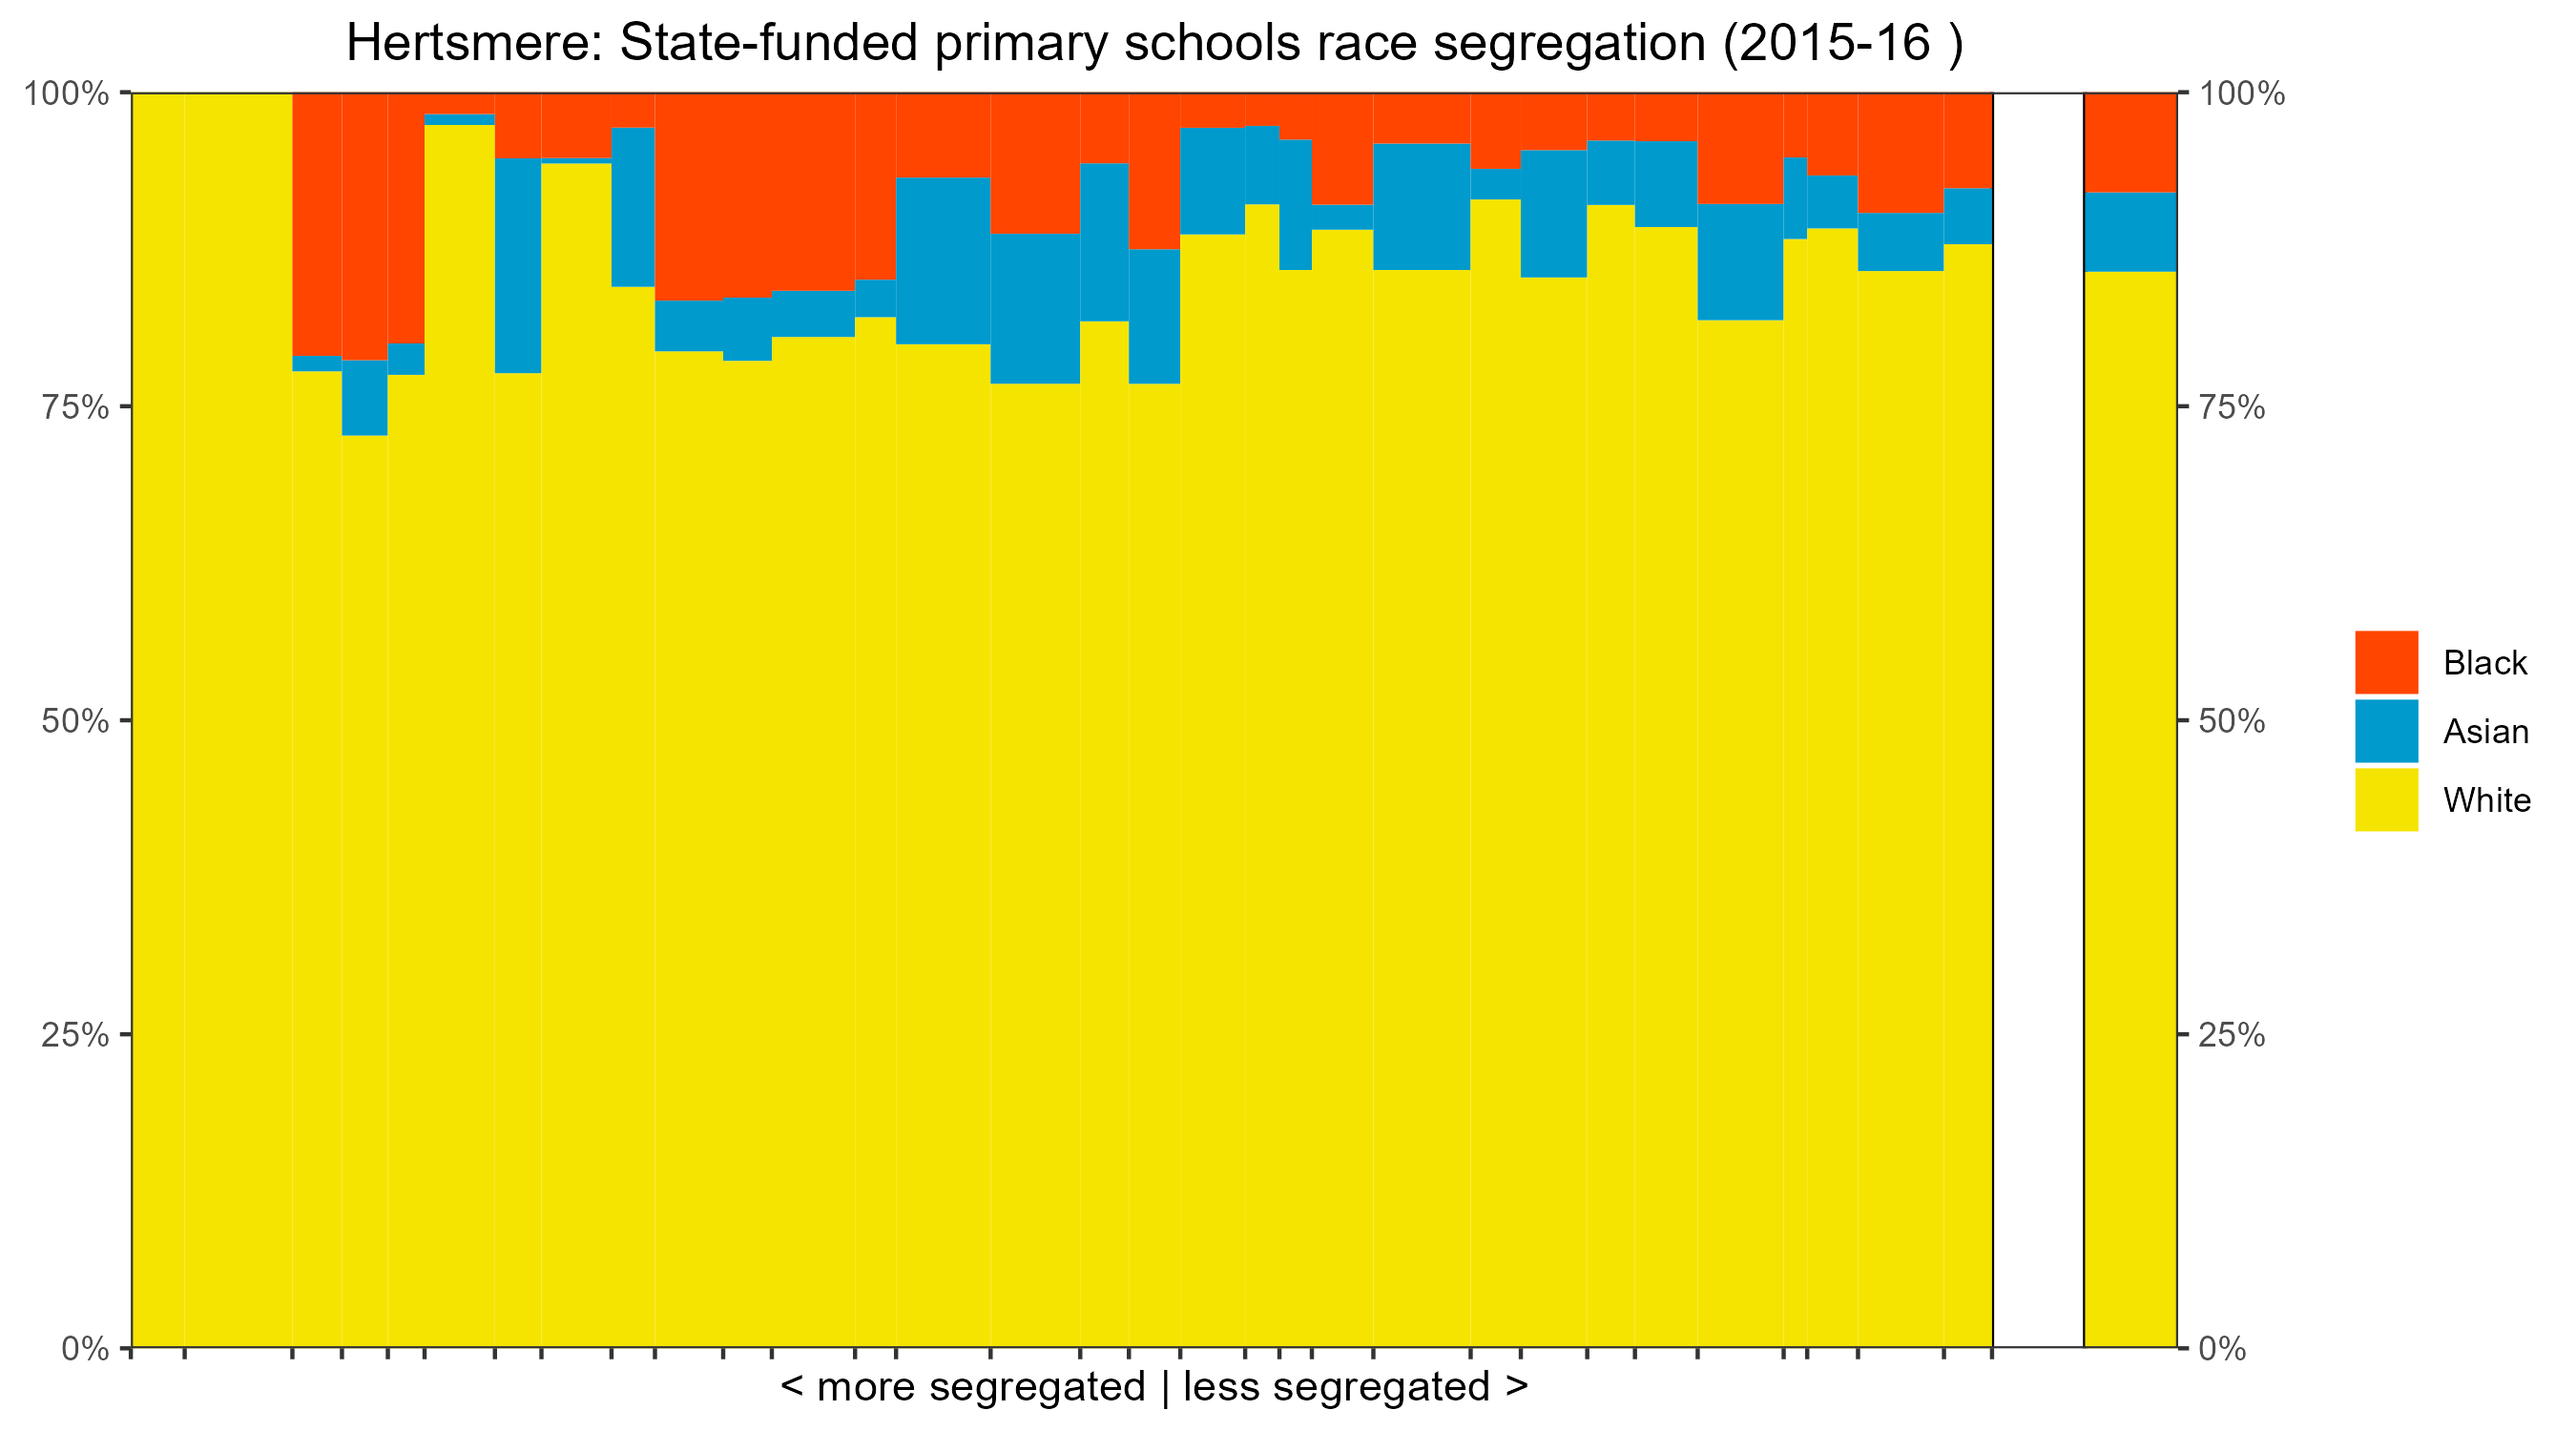 Hertsmere: State-funded primary schools race segregation (2015-16 )
100%
75%
50%
25%
0%
100%
75%
50%
25%
0%
Black
Asian
White
< more segregated | less segregated >